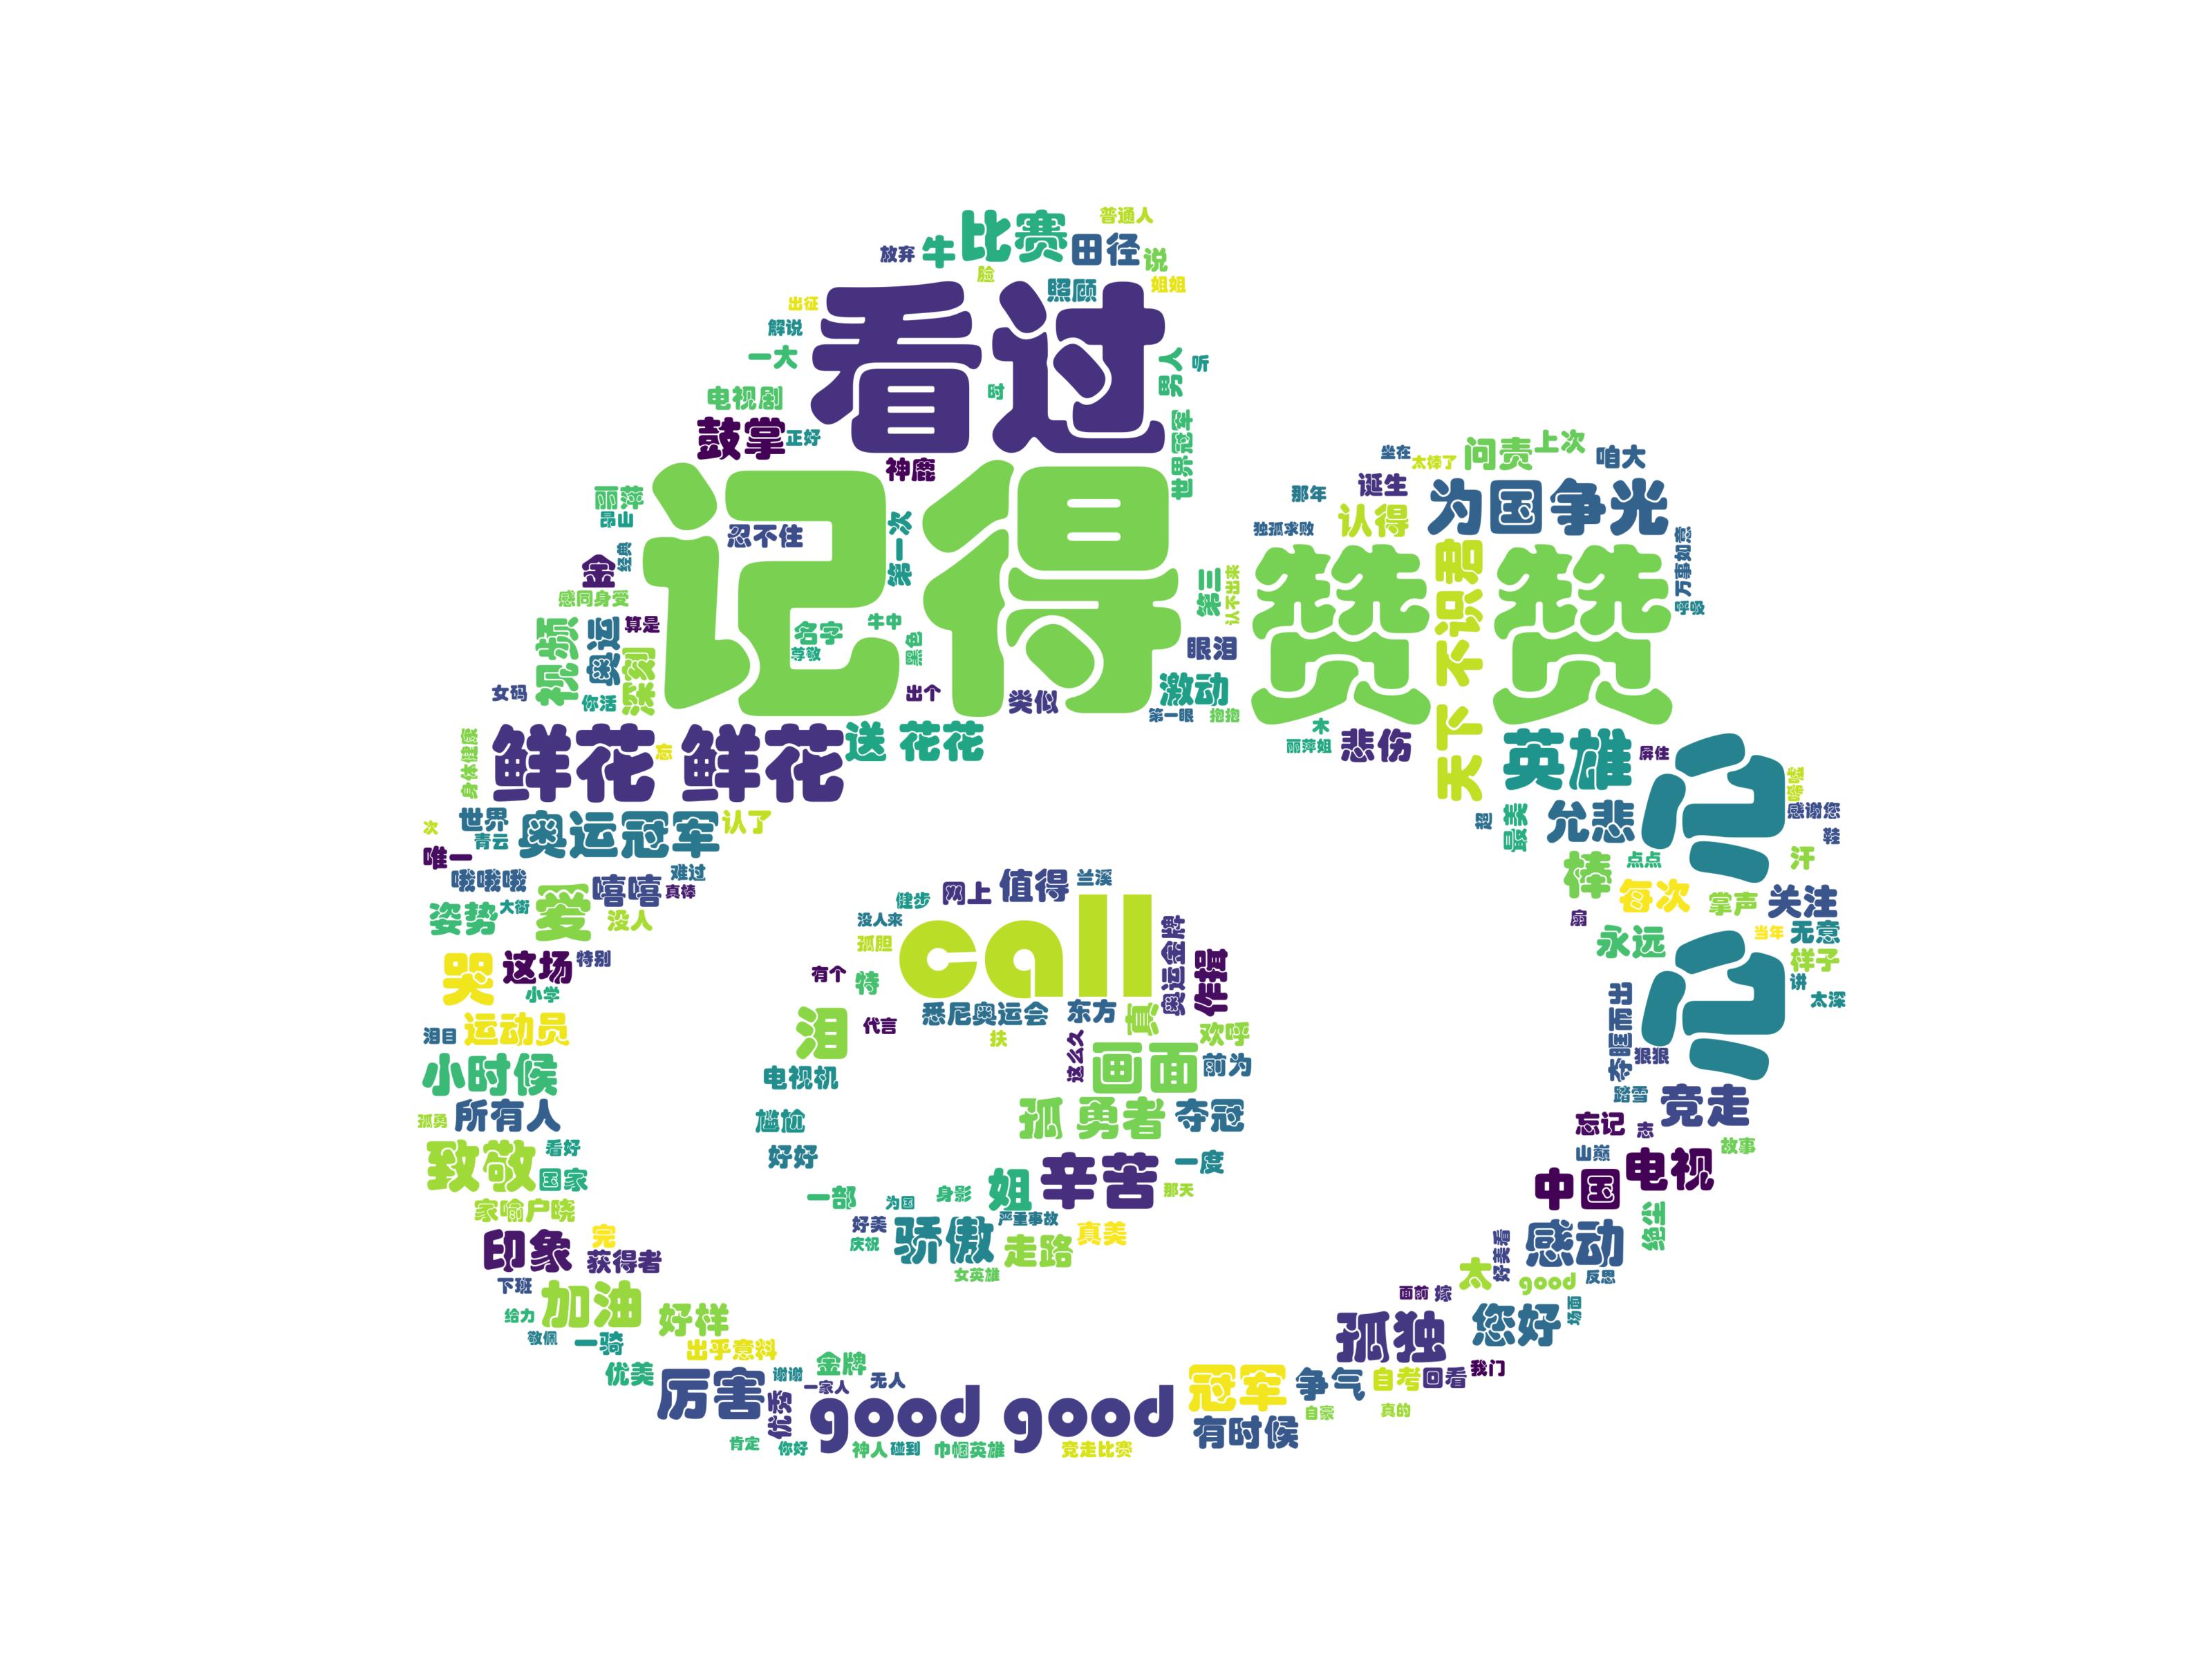 普通人
放弃 牛 比赛 田径 说
脸 照顾 姐姐
出征
看过
解说
一大
男人 听
时
电视剧
鼓掌 正好
世界冠军
神鹿
记得
丽萍
昂山
忍不住
第一次
金 经典
感同身受
视频 奥运 算是
名字 牛中
尊敬 黑色
深刻
女码 你活
出个 类似
坐在 太棒了 问责 上次 咱大
那年 诞生 为国争光
独孤求败 认得
赞 赞
天下 不识君
万事如意
呼吸
第三 认不出来
眼泪
激动
第一眼 抱抱
木
丽萍姐 悲伤
英雄 屏住
心
嘻嘻
鲜花 忘 鲜花 送 花花
身体健康
次 世界 奥运冠军 认了
青云
唯一
哦哦哦 爱 嘻嘻 难过
真棒
姿势 大街 没人
超 最美 允悲 感谢您
鞋
棒 点点 汗
每次 掌声 关注
扇
永远 当年 无意
心
样子
讲 太深
健步 网上 值得 兰溪
没人来
孤胆
call
奥运金牌
作揖
有个 特
悉尼奥运会 东方 真
泪 代言
扶
欢呼
这么久 画面 前为
电视机
哭 这场 特别
小学
泪目 运动员
小时候
孤勇 所有人
尴尬 孤 勇者 夺冠
好好
夺眶而出 狠狠
踏雪 竞走
忘记 志
山巅 故事
致敬 看好
国家
家喻户晓
姐 辛苦 一度
一部 为国 身影 那天
中国 电视
印象 完
获得者
好美 骄傲 严重事故 真美
庆祝 走路
女英雄
绝尘
好美看 感动
太 good 反思
下班
给力 加油 好样
敬佩 一骑 出乎意料
面前 嫁
孤独 您好 场面
优美 厉害 谢谢 金牌
一家人 无人
优秀 good good 冠军 争气 自考 回看 我门
有时候 自豪 真的
肯定 你好 神人 碰到 巾帼英雄 竞走比赛